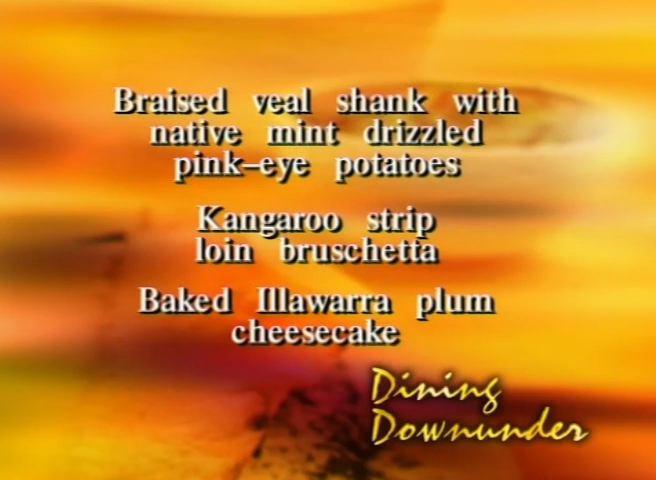 Braised veal shank with
native mint drizzled
pink-eye potatoes
Kangaroo strip
loin bruschetta
Baked Illawarra plum
cheesecake
Dining
Downunder